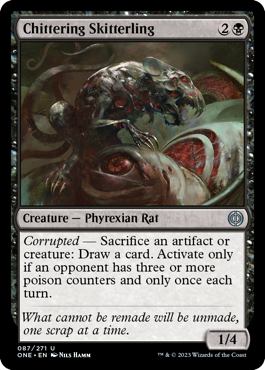 Chittering Skitterling 2
Creature — Phyrexian Rat
Corrupted — Sacrifice an artifact or
creature: Draw a card. Activate only
if an opponent has three or more
poison counters and only once each
turn.
What cannot be remade will be unmade,
one scrap at a time.
1/4
087/271 U
ONE • EN Nils Hamm
™ & © 2023 Wizards of the Coast